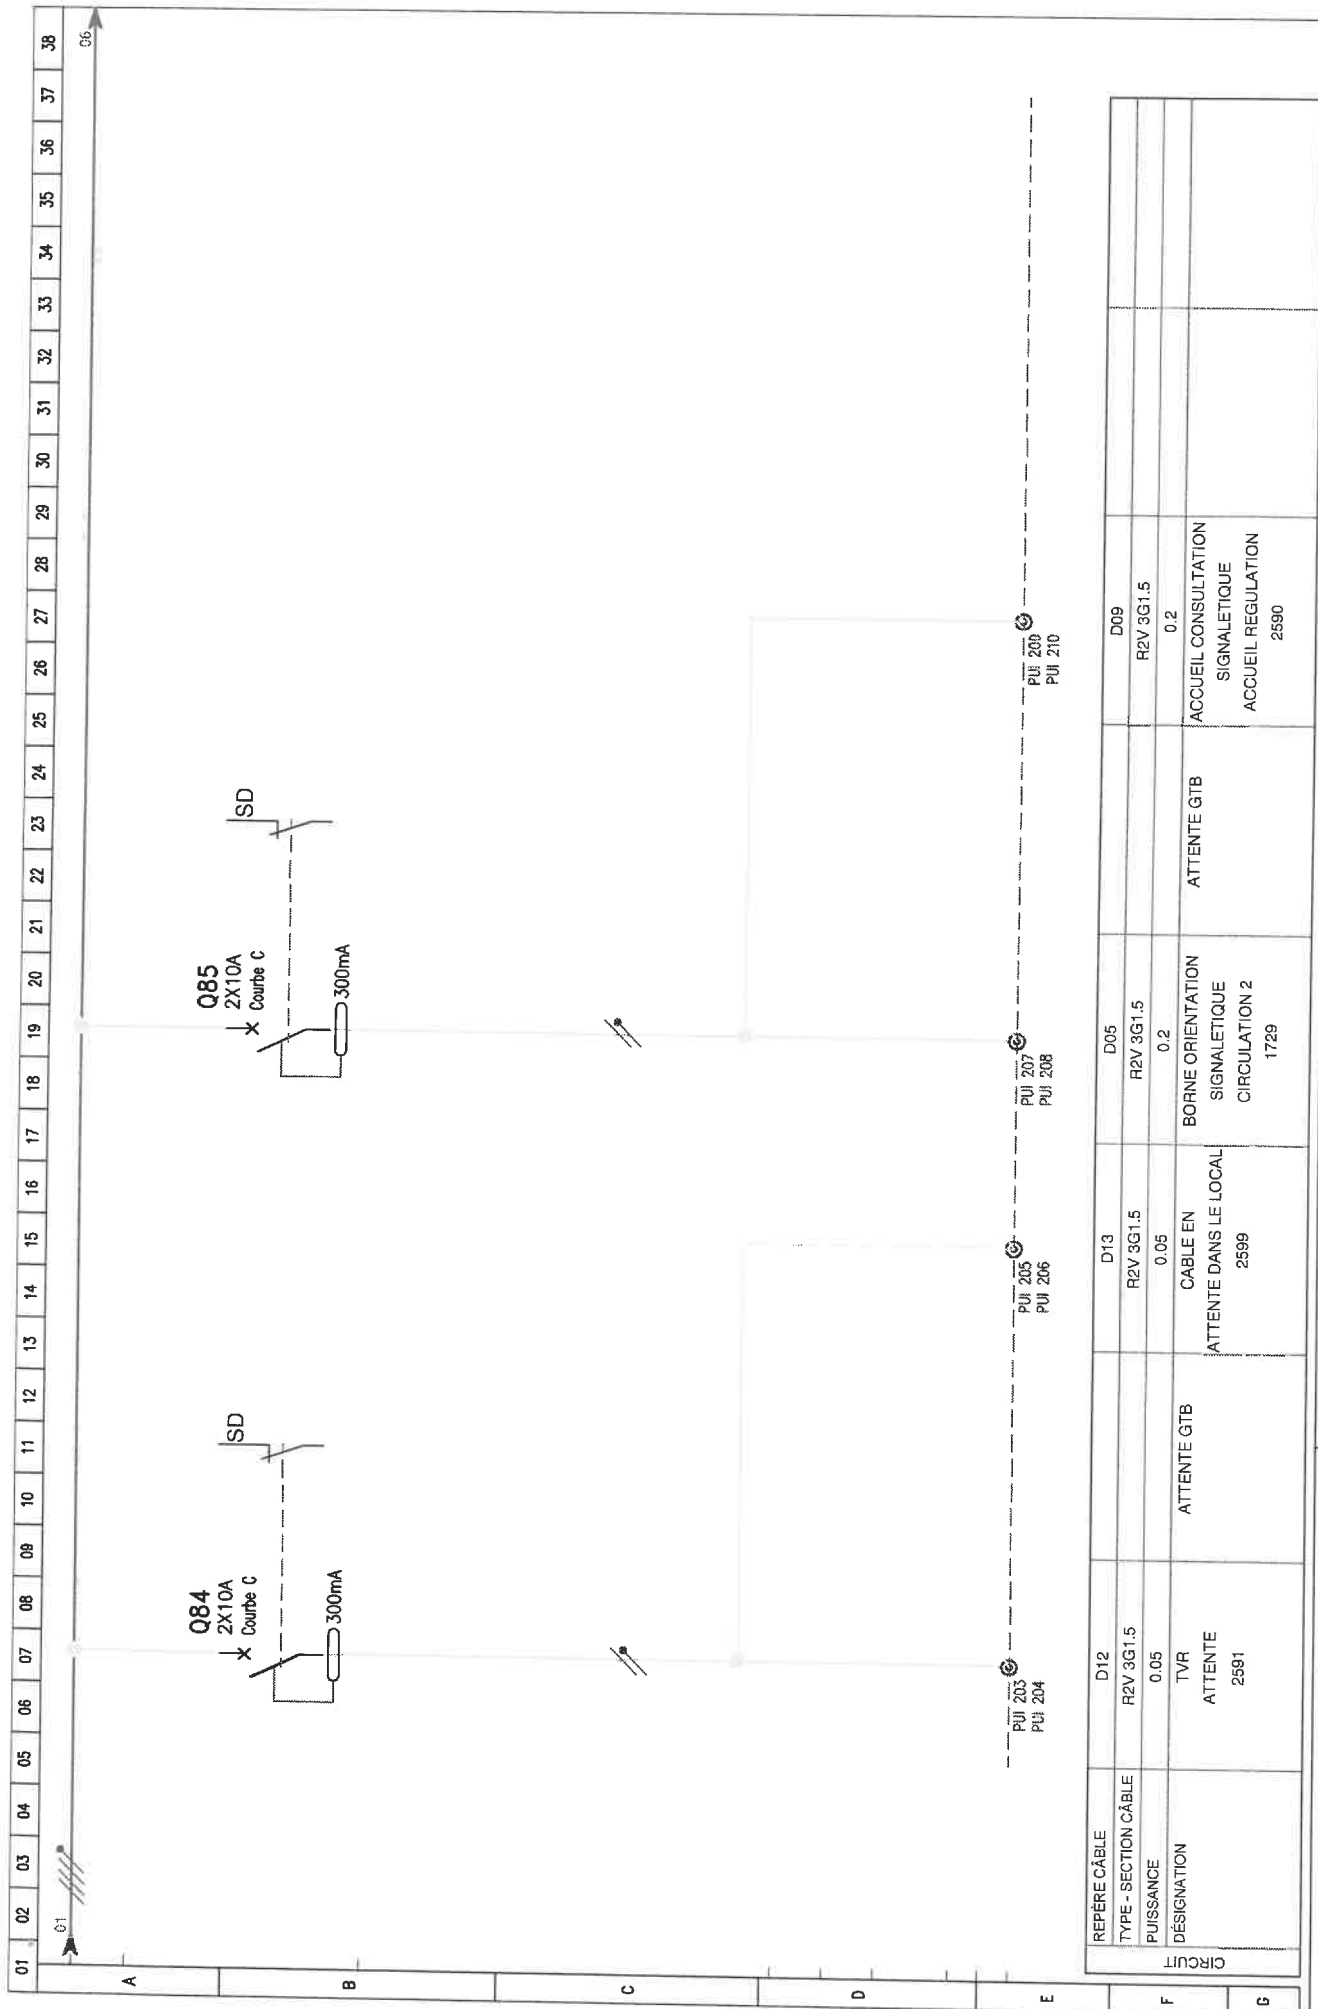 01 02 03 04 05 06 07 08 09 10 11 12 13 14 15 16 17 18 19 20 21 22 23 24 25 26 27 28 29 30 31 32 33 34 35 36 37 38
01
06
A
B
C
D
E
F
G
Q84
2X10A
Courbe C
300mA
SD
Q85
2X10A
Courbe C
300mA
SD
PUI 203
PUI 204
PUI 205
PUI 206
PUI 207
PUI 208
PUI 209
PUI 210
CIRCUIT
REPÈRE CÂBLE D12 D13 D05 D09
TYPE - SECTION CÂBLE R2V 3G1.5 R2V 3G1.5 R2V 3G1.5 R2V 3G1.5
PUISSANCE 0.05 0.05 0.2 0.2
DÉSIGNATION
TVR
ATTENTE
2591
ATTENTE GTB
CABLE EN
ATTENTE DANS LE LOCAL
2599
BORNE ORIENTATION
SIGNALETIQUE
CIRCULATION 2
1729
ATTENTE GTB
ACCUEIL CONSULTATION
SIGNALETIQUE
ACCUEIL REGULATION
2590